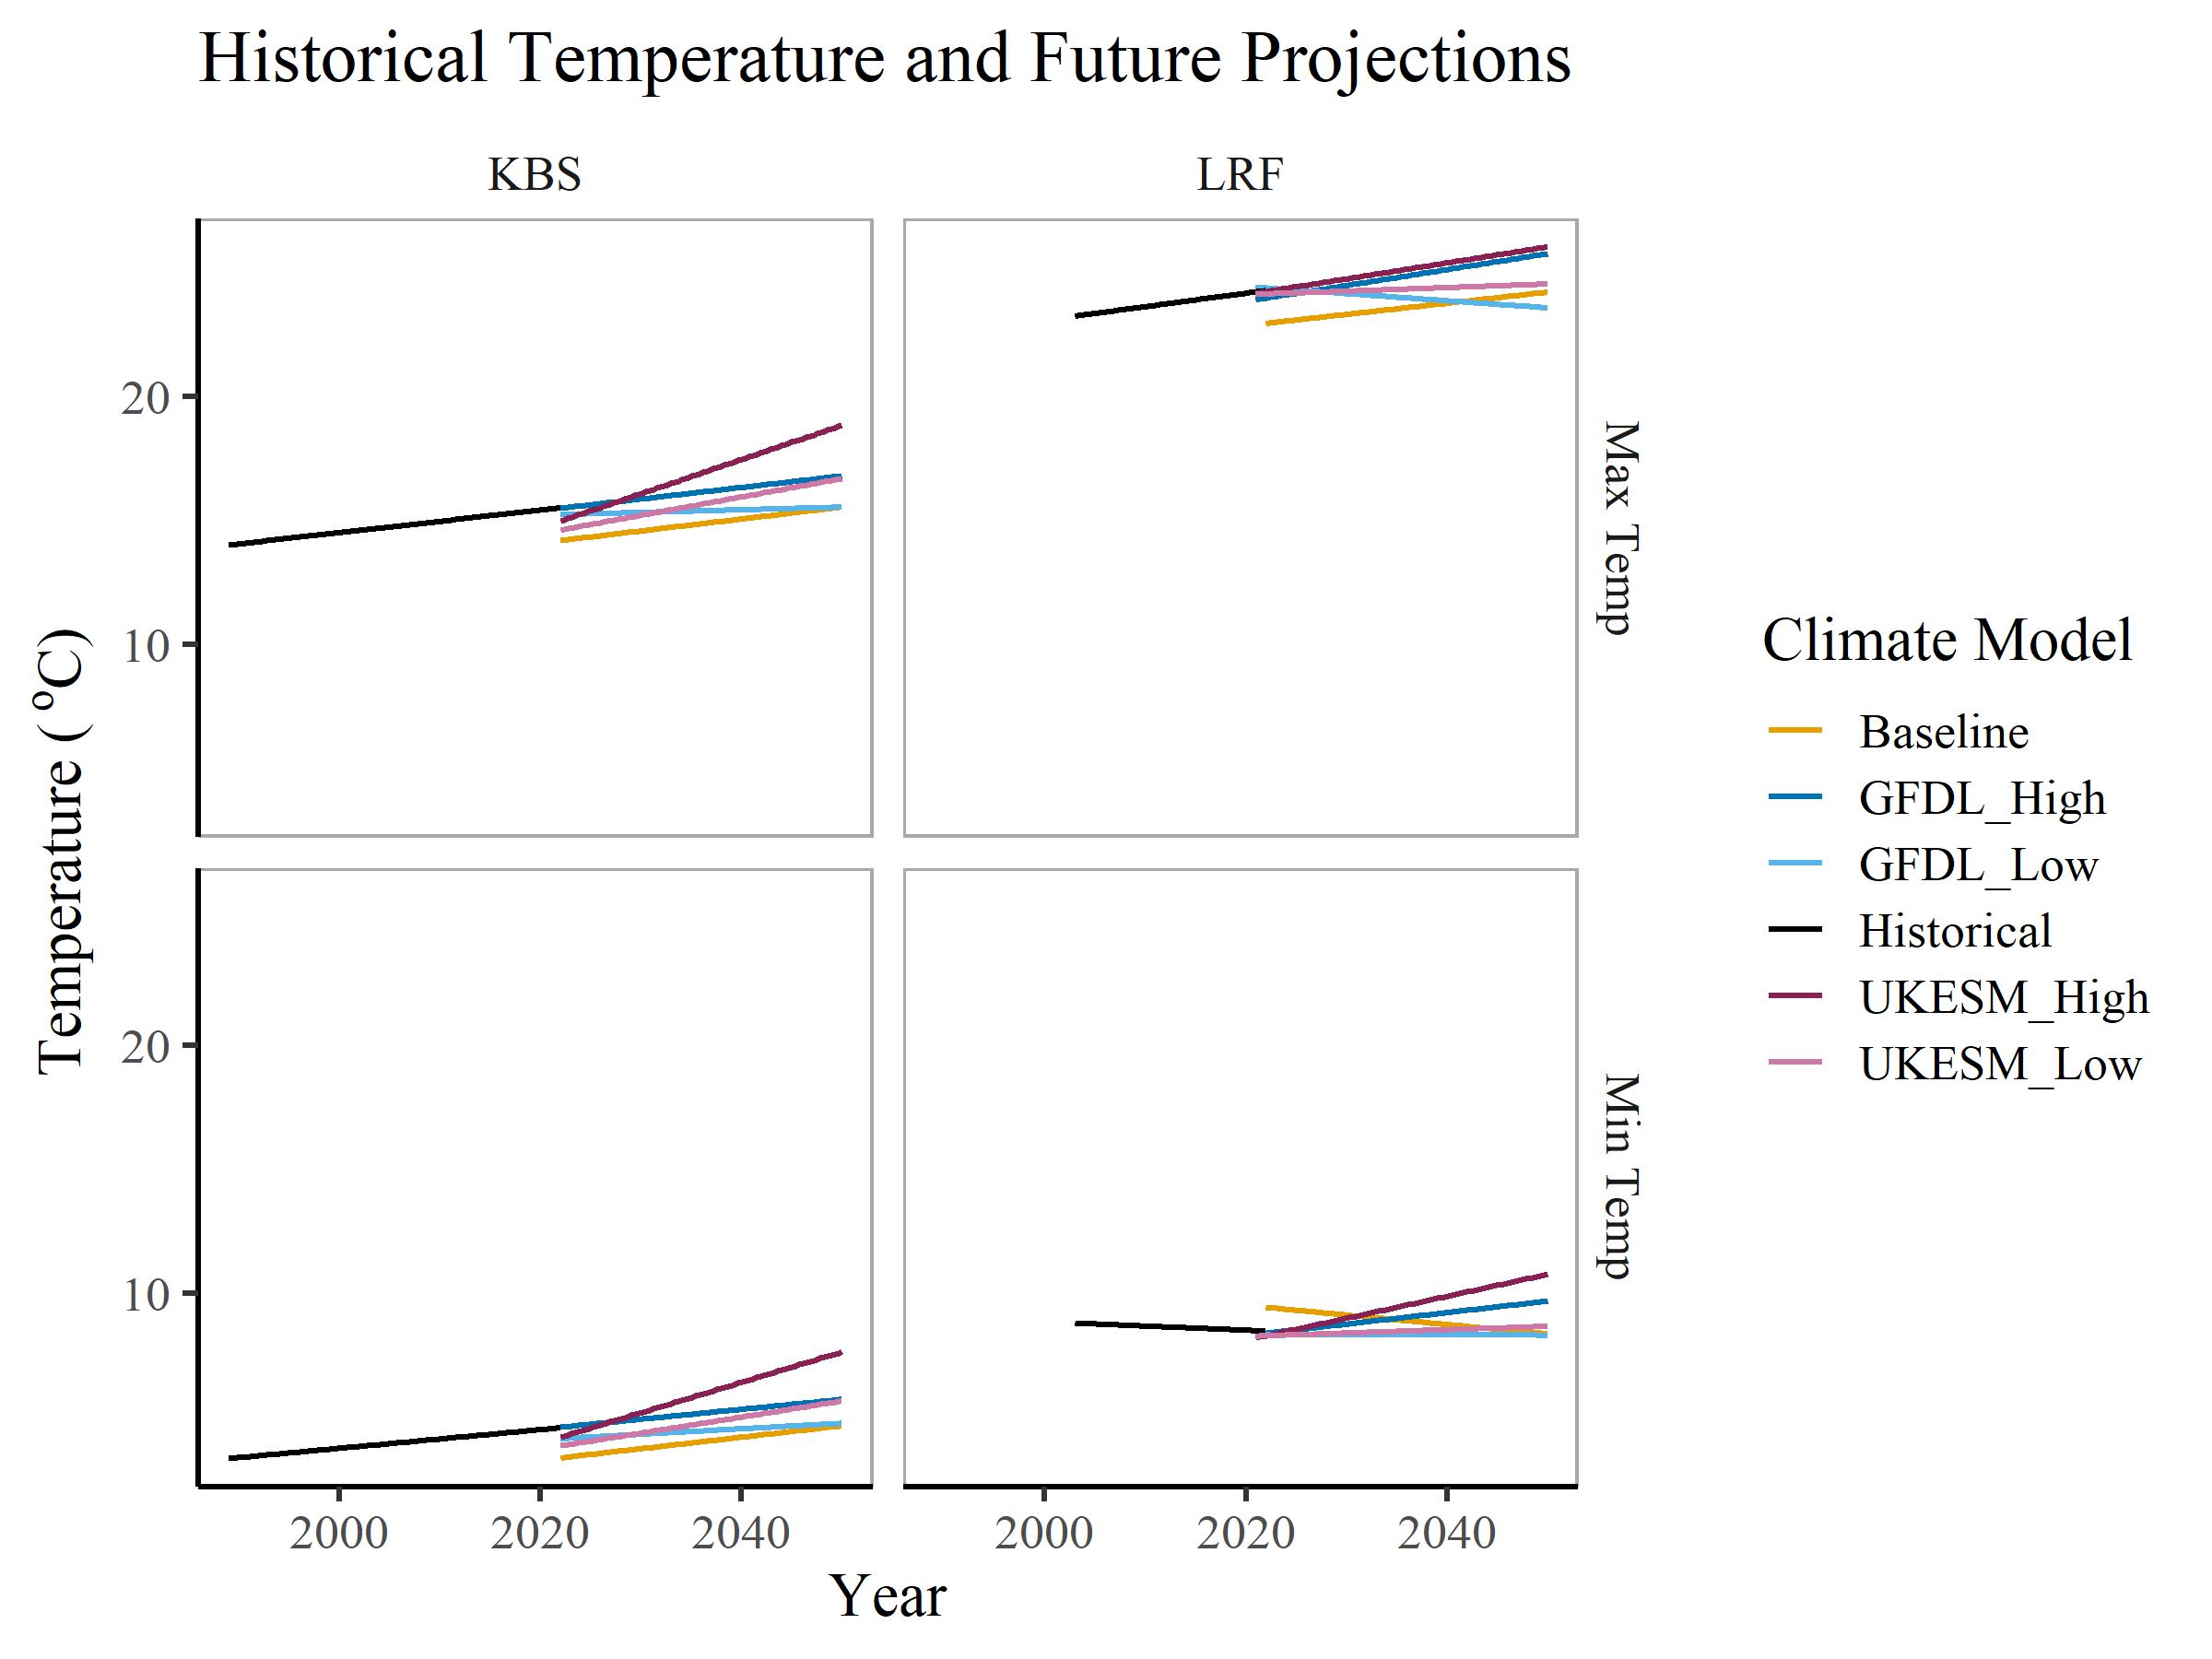 Historical Temperature and Future Projections
KBS
LRF
20
10
Max Temp
20
10
Min Temp
Temperature (ºC)
2000 2020 2040
2000 2020 2040
Year
Climate Model
Baseline
GFDL_High
GFDL_Low
Historical
UKESM_High
UKESM_Low